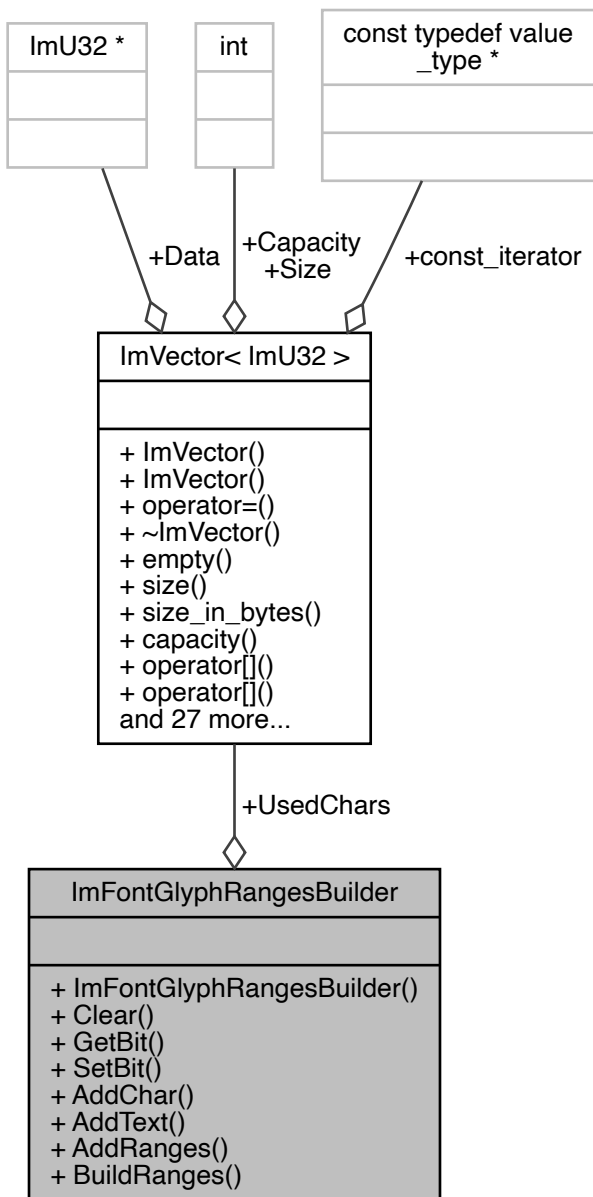 ImU32 *
int
const typedef value
_type *
+Data
+Capacity
+Size
+const_iterator
ImVector< ImU32 >
+ ImVector()
+ ImVector()
+ operator=()
+ ~ImVector()
+ empty()
+ size()
+ size_in_bytes()
+ capacity()
+ operator[]()
+ operator[]()
and 27 more...
+UsedChars
ImFontGlyphRangesBuilder
+ ImFontGlyphRangesBuilder()
+ Clear()
+ GetBit()
+ SetBit()
+ AddChar()
+ AddText()
+ AddRanges()
+ BuildRanges()